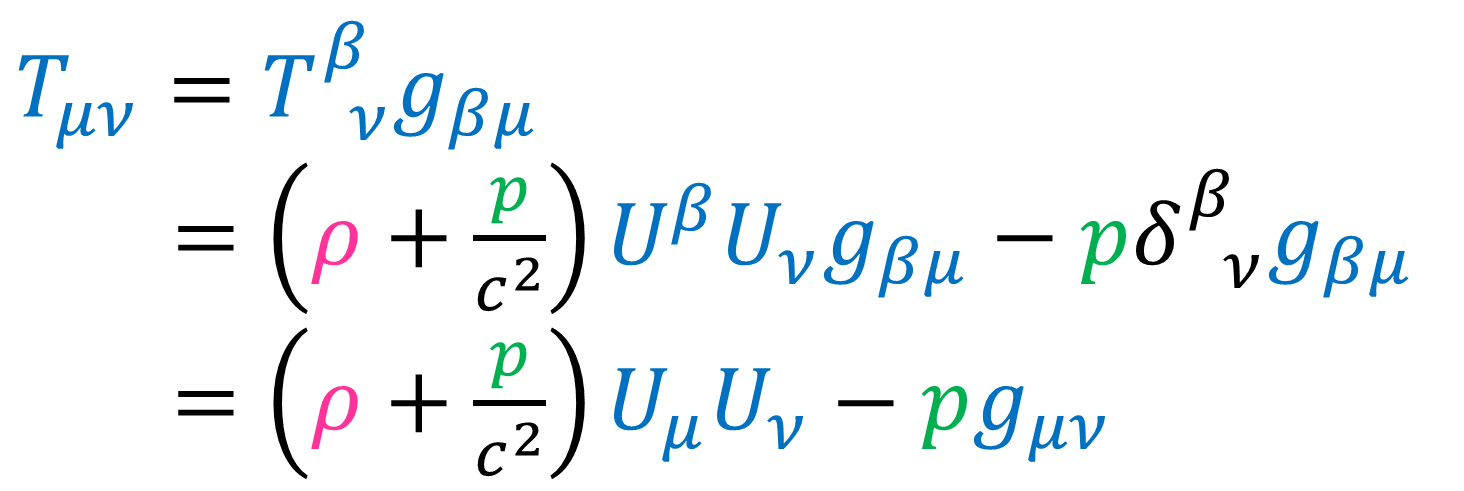 T_{μν} = T^β_ν g_{βμ}
= (ρ + p/c²) U^β U_ν g_{βμ} − p δ^β_ν g_{βμ}
= (ρ + p/c²) U_μ U_ν − p g_{μν}